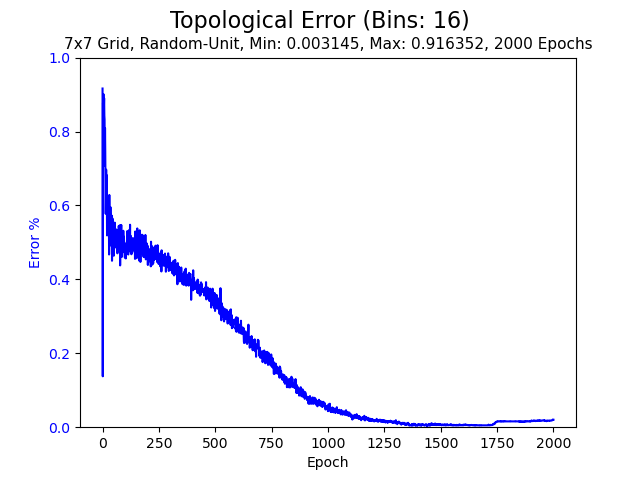 Topological Error (Bins: 16)
7x7 Grid, Random-Unit, Min: 0.003145, Max: 0.916352, 2000 Epochs
1.0
0.8
0.6
0.4
0.2
0.0
Error %
0 250 500 750 1000 1250 1500 1750 2000
Epoch